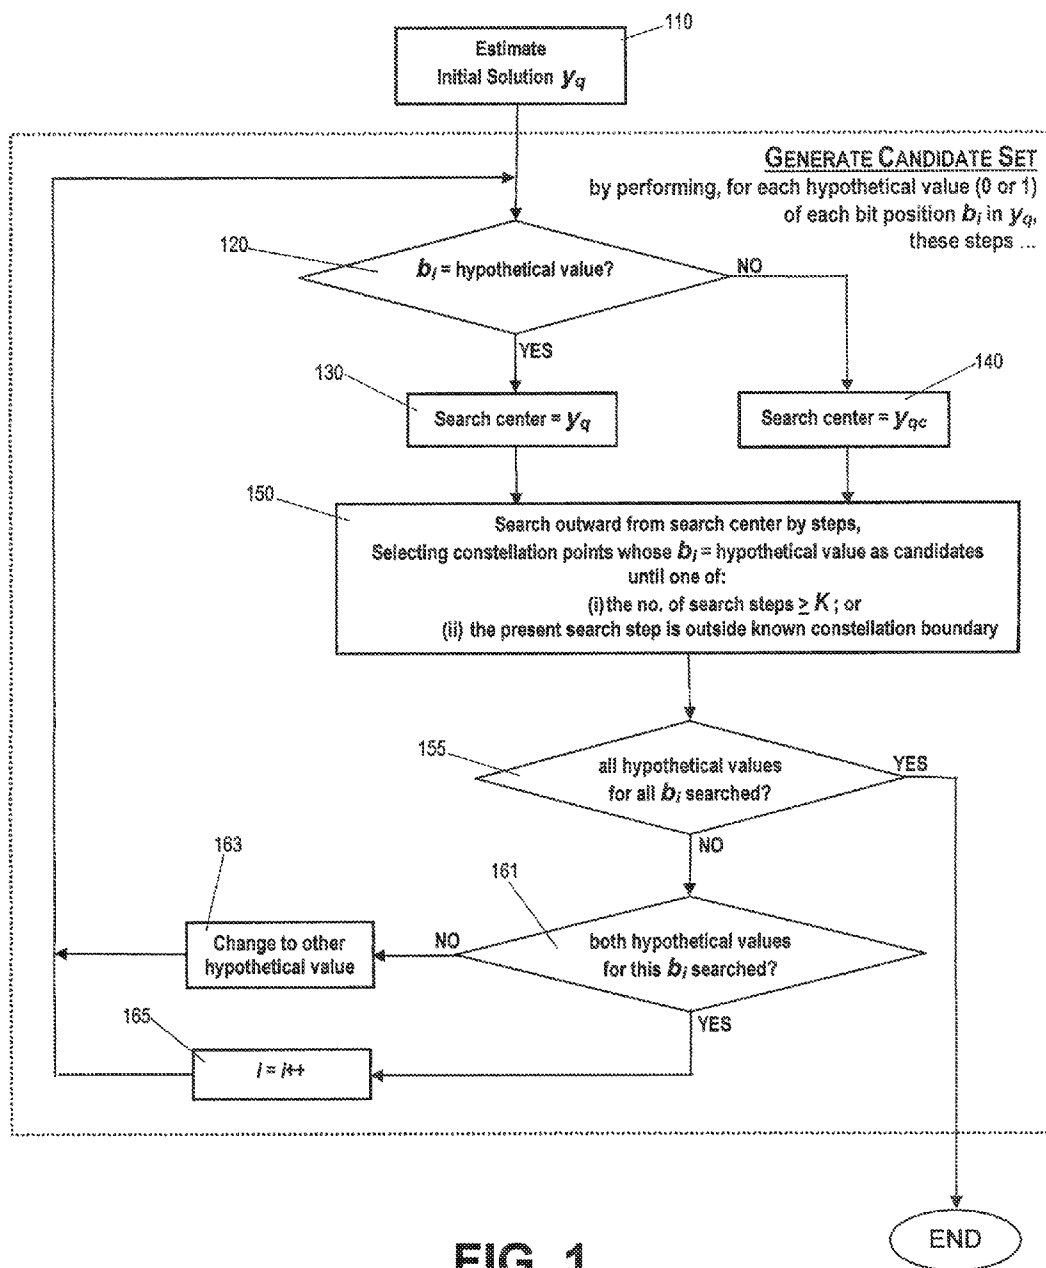 110
Estimate
Initial Solution yq
GENERATE CANDIDATE SET
by performing, for each hypothetical value (0 or 1)
of each bit position bi in yq,
these steps ...
120
bi = hypothetical value?
NO
YES
130
140
Search center = yq
Search center = yqc
150
Search outward from search center by steps,
Selecting constellation points whose bi = hypothetical value as candidates
until one of:
(i) the no. of search steps ≥ K ; or
(ii) the present search step is outside known constellation boundary
155
all hypothetical values
for all bi searched?
YES
NO
163
161
Change to other
hypothetical value
NO
both hypothetical values
for this bi searched?
YES
165
i = i++
END
FIG. 1